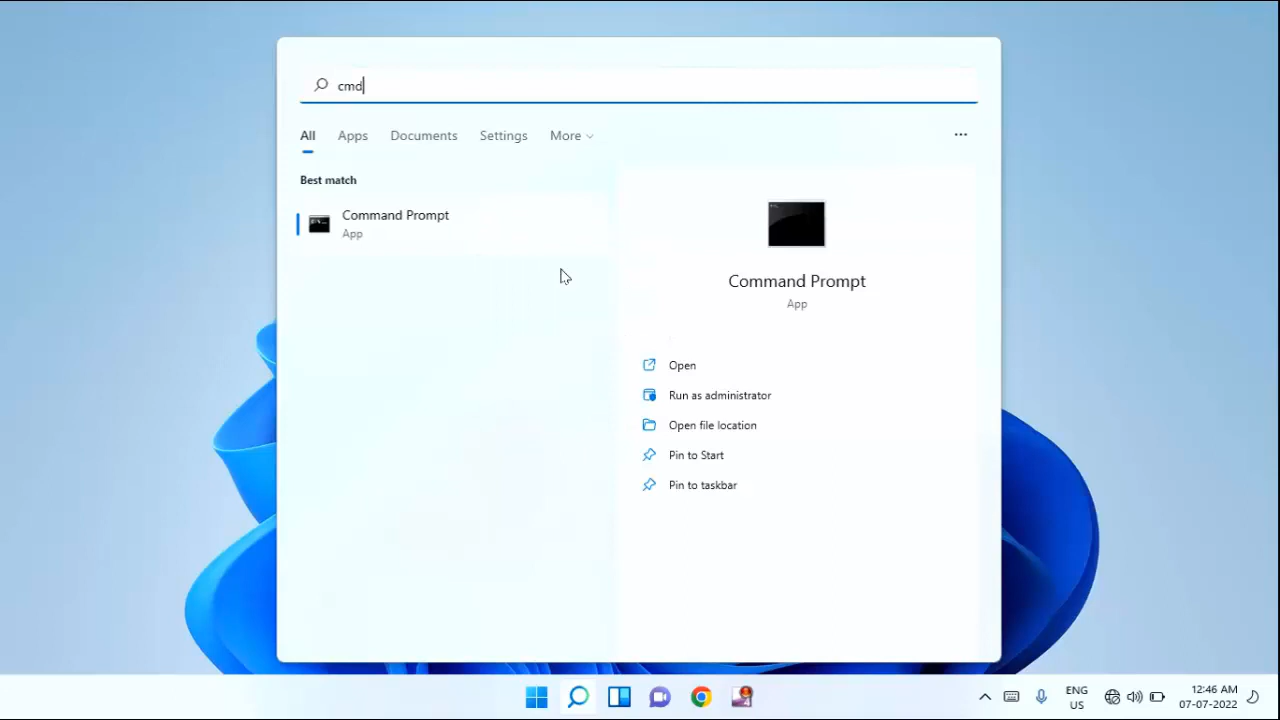 cmd
All Apps Documents Settings More ...
Best match
Command Prompt
App
Command Prompt
App
Open
Run as administrator
Open file location
Pin to Start
Pin to taskbar
ENG
US
12:46 AM
07-07-2022